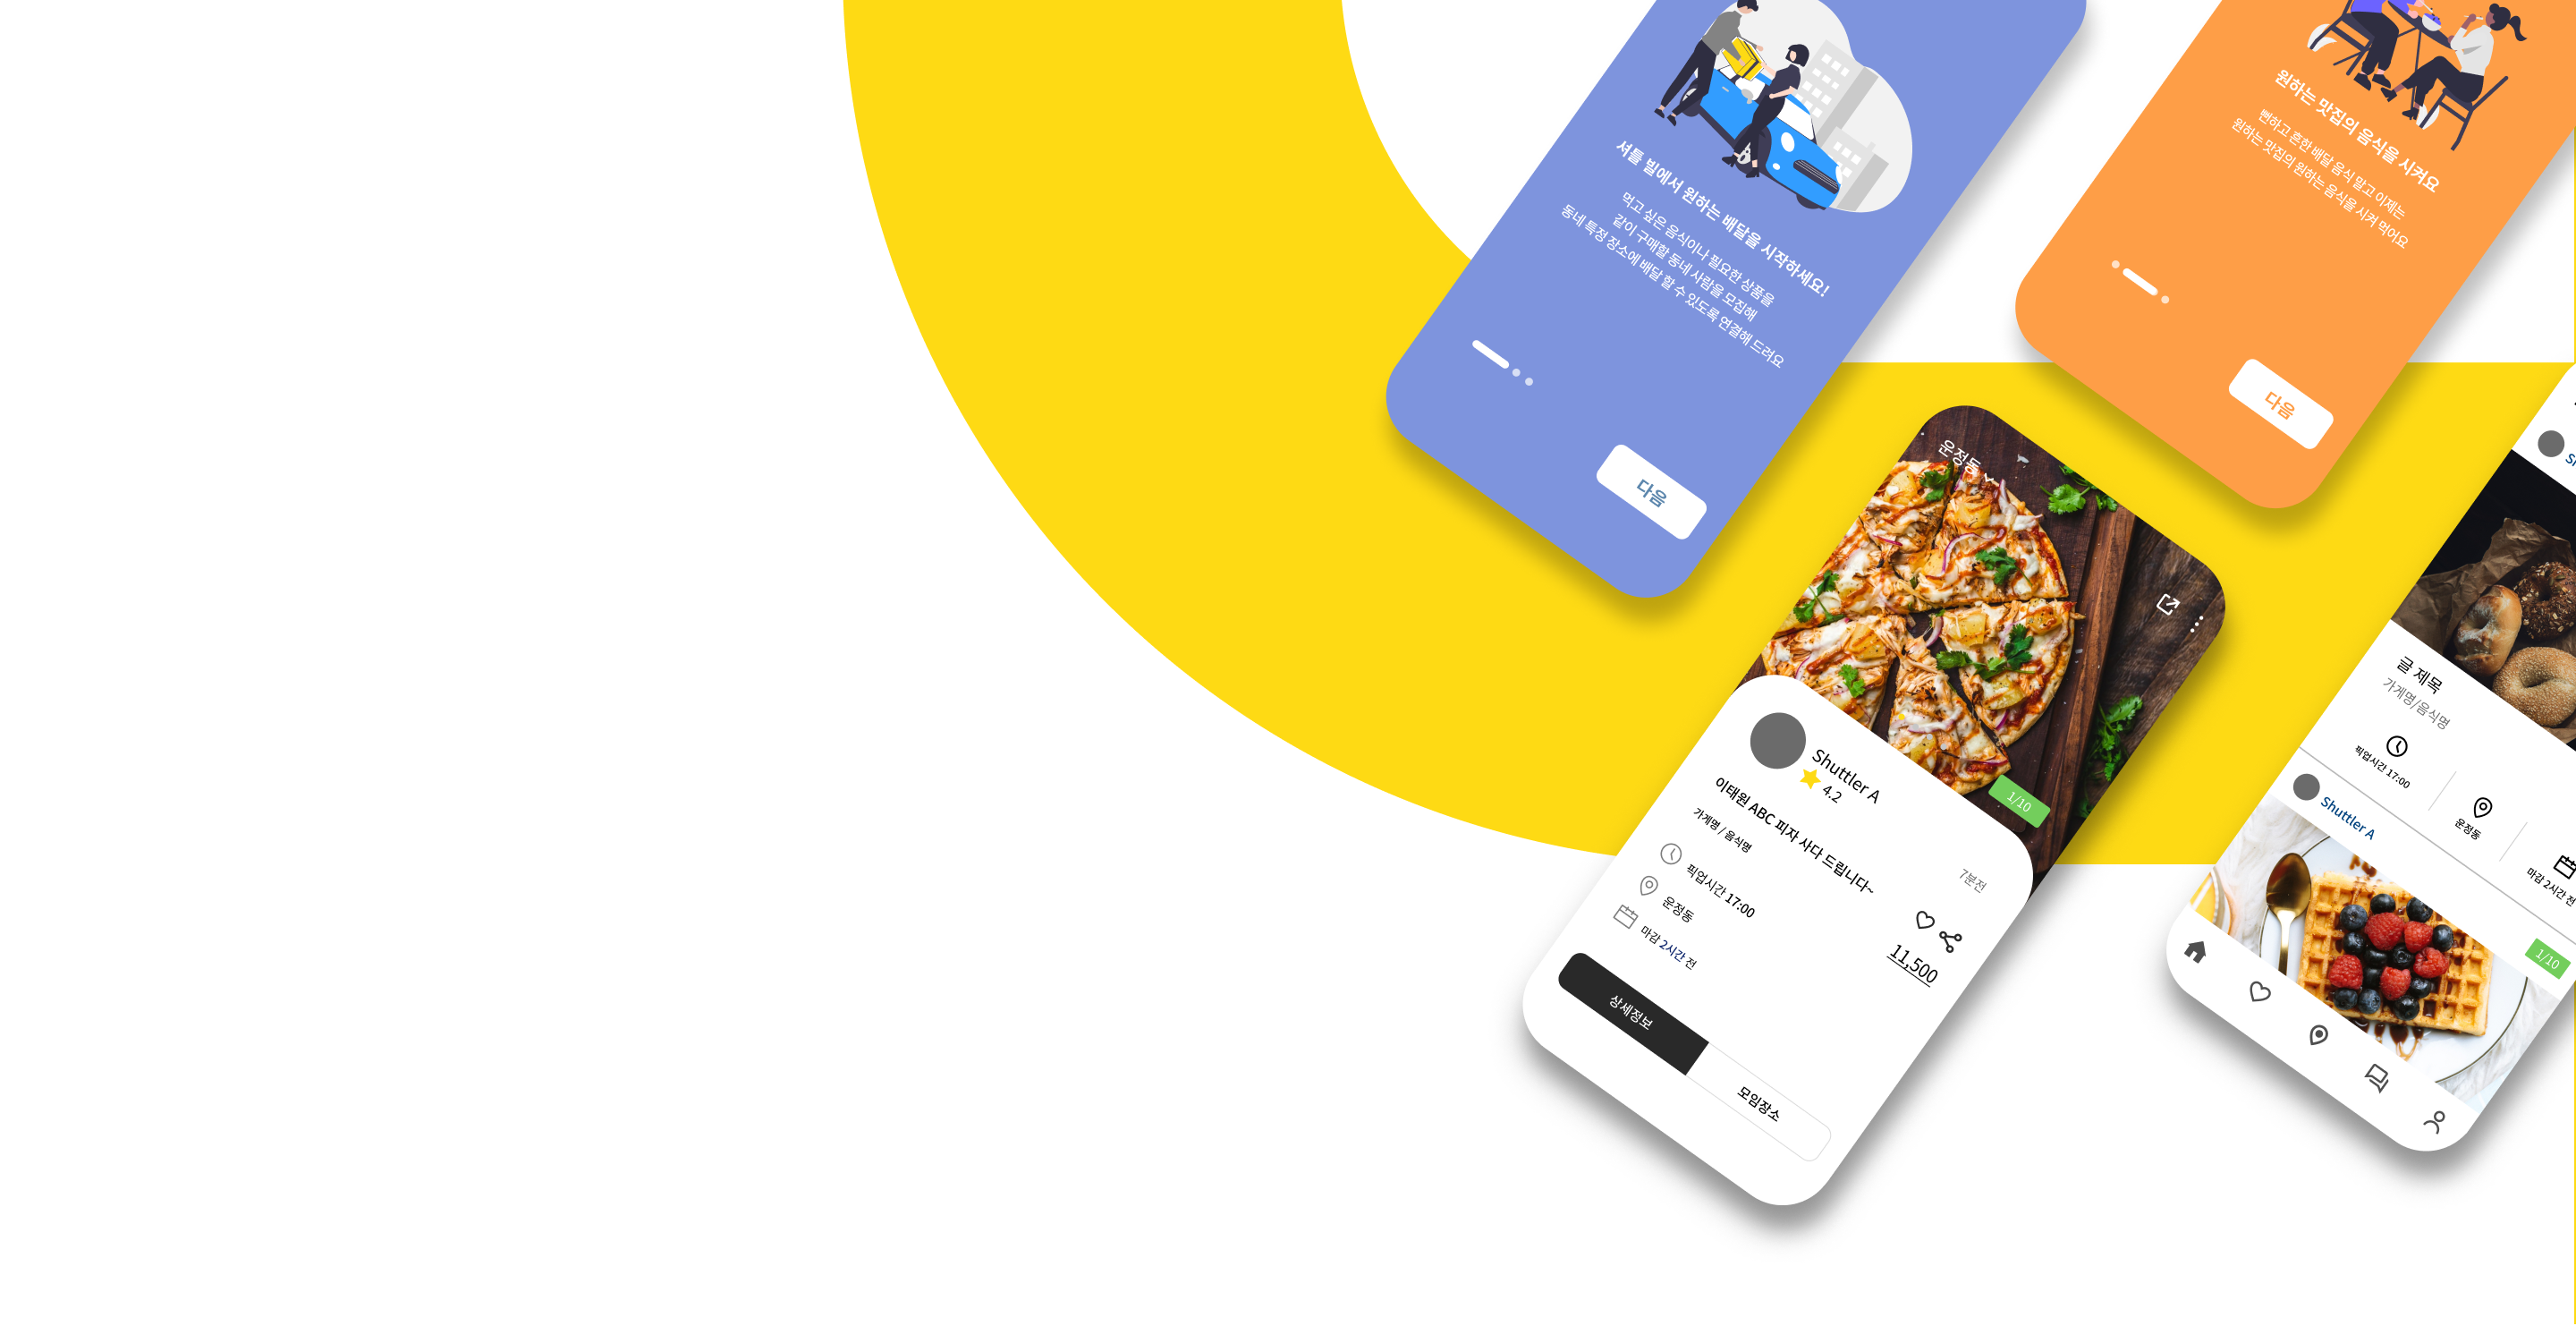 셔틀 빌에서 원하는 배달을 시작하세요!
먹고 싶은 음식이나 필요한 상품을
같이 구매할 동네 사람을 모집해
동네 특정 장소에 배달 할 수 있도록 연결해 드려요
다음
원하는 맛집의 음식을 시켜요
뻔하고 흔한 배달 음식 말고 이제는
원하는 맛집의 원하는 음식을 시켜 먹어요
다음
운정동
1/10
Shuttler A
4.2
이태원 ABC 피자 사다 드립니다~
가게명 / 음식명
7분전
픽업시간 17:00
운정동
마감 2시간 전
11,500
상세정보
모임장소
글 제목
가게명/음식명
픽업시간 17:00
운정동
마감 2시간 전
Shuttler A
1/10